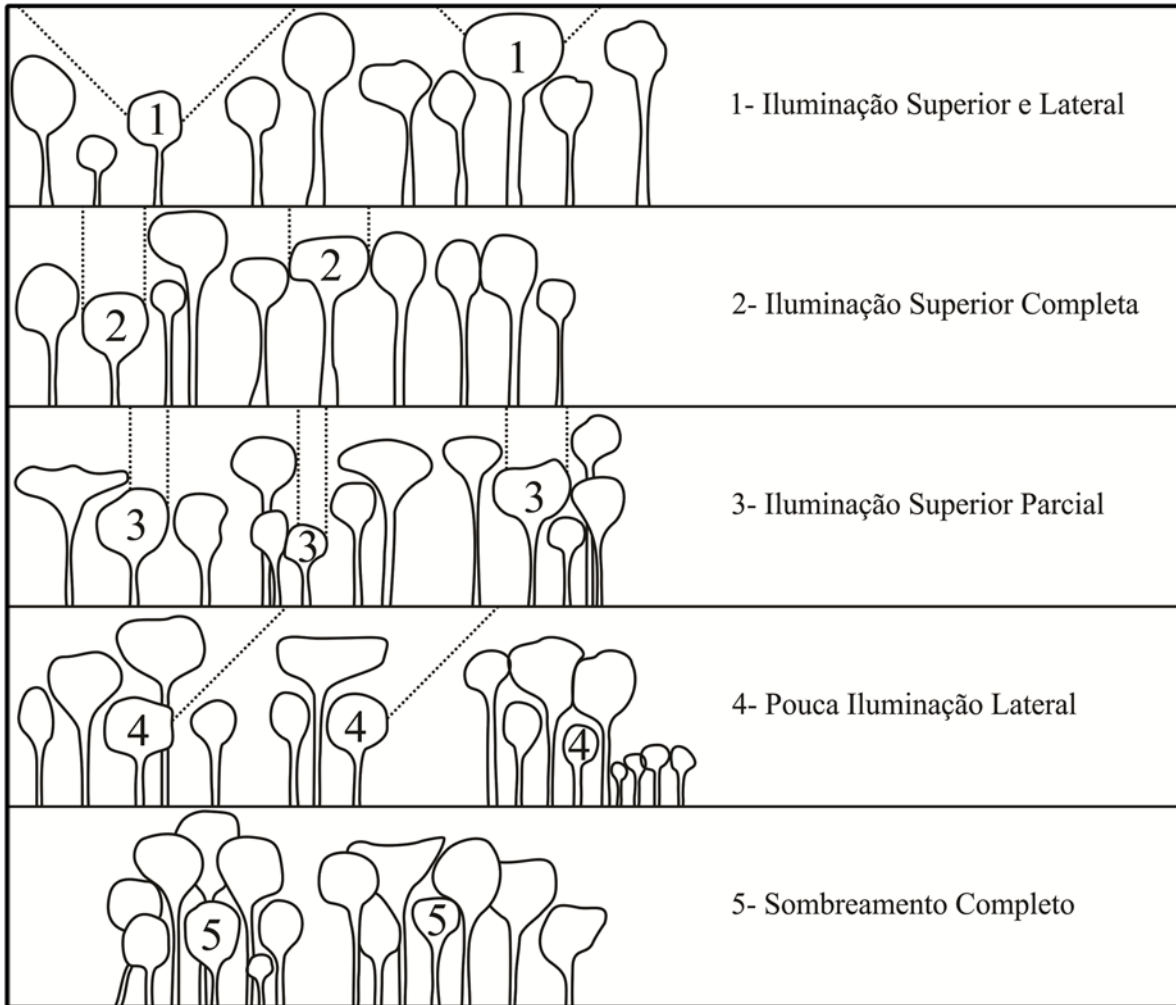 1
1
1- Iluminação Superior e Lateral
2
2
2- Iluminação Superior Completa
3
3
3
3- Iluminação Superior Parcial
4
4
4
4- Pouca Iluminação Lateral
5
5
5- Sombreamento Completo